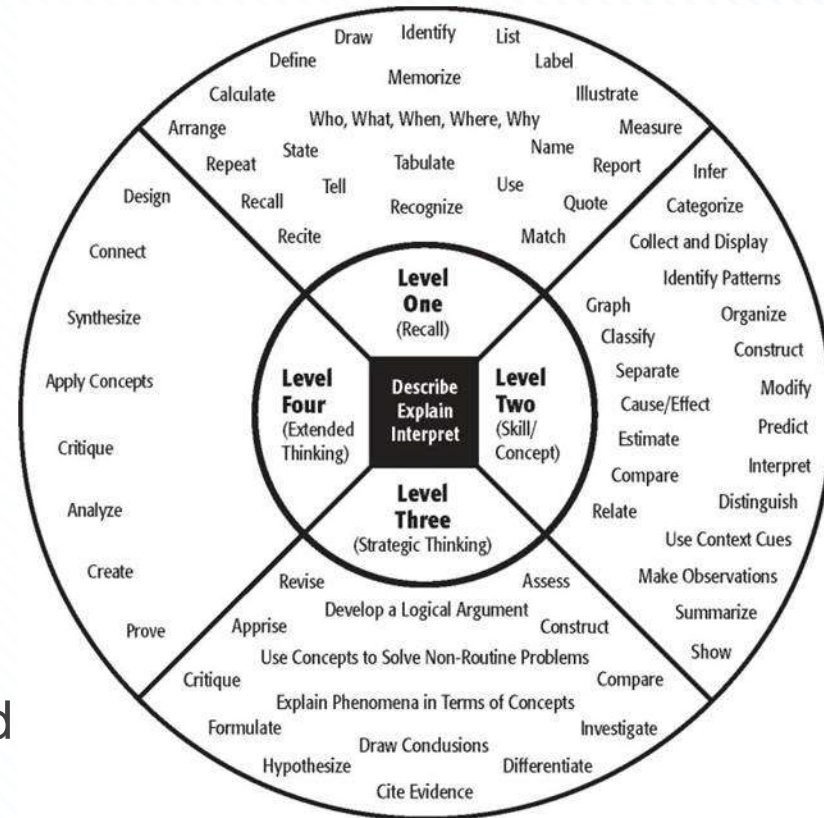 Draw
Identify
List
Define
Label
Memorize
Calculate
Illustrate
Arrange
Who, What, When, Where, Why
Measure
Repeat
State
Tabulate
Name
Report
Recall
Tell
Recognize
Use
Quote
Recite
Match
Level
One
(Recall)
Infer
Categorize
Collect and Display
Identify Patterns
Graph
Organize
Classify
Construct
Separate
Modify
Cause/Effect
Predict
Estimate
Interpret
Compare
Distinguish
Relate
Use Context Cues
Make Observations
Summarize
Show
Level
Two
(Skill/
Concept)
Describe
Explain
Interpret
Level
Three
(Strategic Thinking)
Revise
Assess
Develop a Logical Argument
Apprise
Construct
Use Concepts to Solve Non-Routine Problems
Critique
Compare
Explain Phenomena in Terms of Concepts
Formulate
Investigate
Draw Conclusions
Hypothesize
Differentiate
Cite Evidence
Level
Four
(Extended
Thinking)
Design
Connect
Synthesize
Apply Concepts
Critique
Analyze
Create
Prove